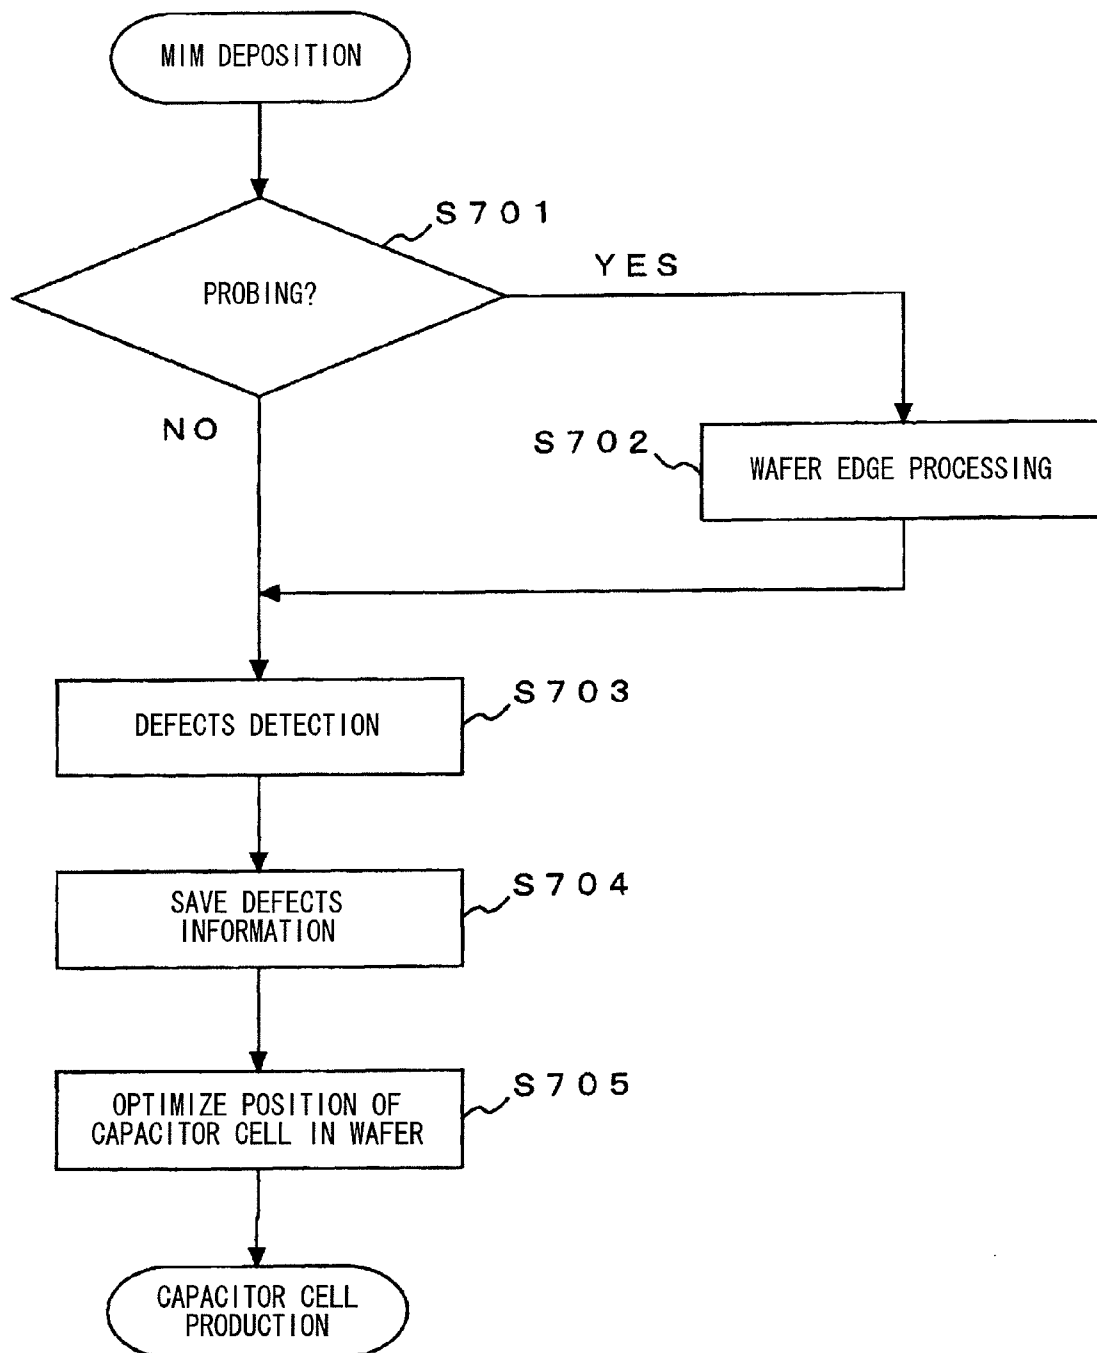 MIM DEPOSITION
S701
PROBING?
YES
NO
S702
WAFER EDGE PROCESSING
S703
DEFECTS DETECTION
S704
SAVE DEFECTS
INFORMATION
S705
OPTIMIZE POSITION OF
CAPACITOR CELL IN WAFER
CAPACITOR CELL
PRODUCTION